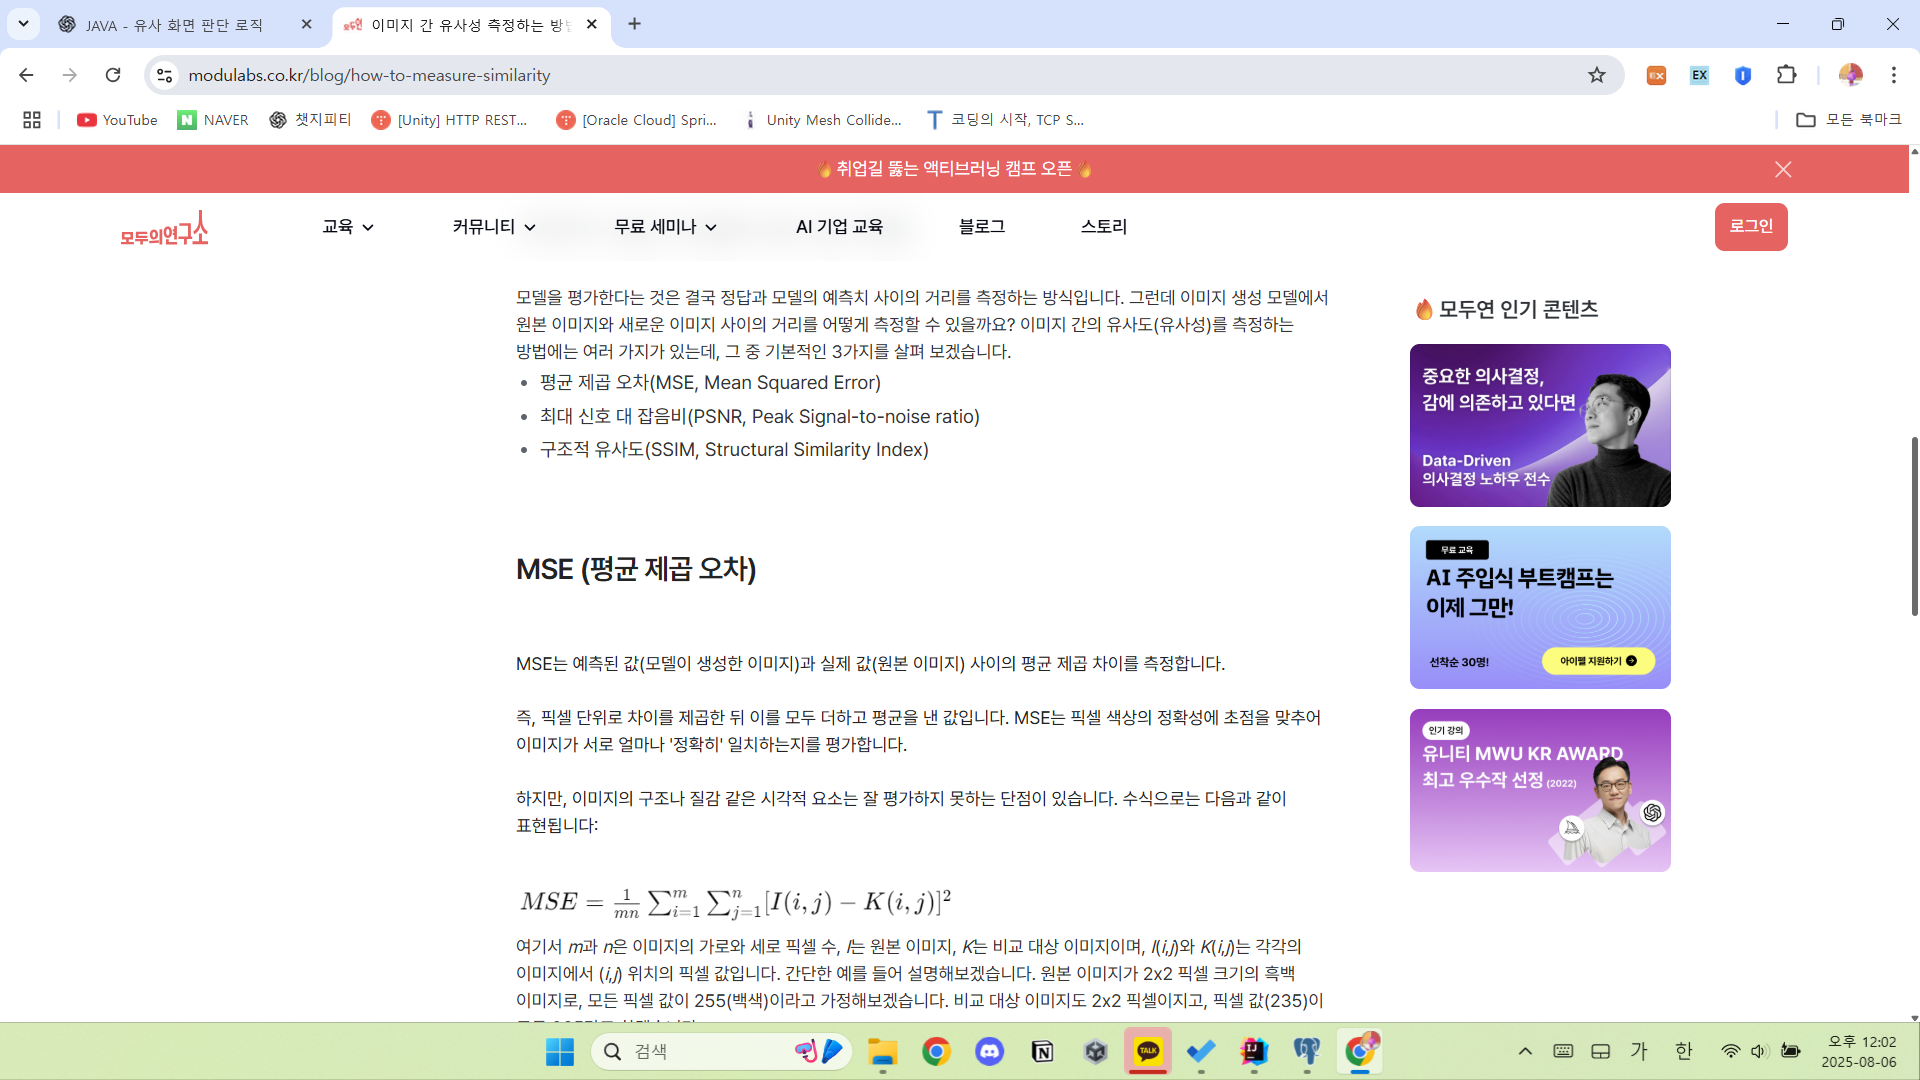 JAVA - 유사 화면 판단 로직
이미지 간 유사성 측정하는 방법
modulabs.co.kr/blog/how-to-measure-similarity
EX
YouTube
NAVER
챗지피티
[Unity] HTTP REST...
[Oracle Cloud] Spri...
Unity Mesh Collide...
코딩의 시작, TCP S...
모든 북마크
🔥 취업길 뚫는 액티브러닝 캠프 오픈 🔥
모두의연구소
교육
커뮤니티
무료 세미나
AI 기업 교육
블로그
스토리
로그인
모델을 평가한다는 것은 결국 정답과 모델의 예측치 사이의 거리를 측정하는 방식입니다. 그런데 이미지 생성 모델에서
원본 이미지와 새로운 이미지 사이의 거리를 어떻게 측정할 수 있을까요? 이미지 간의 유사도(유사성)를 측정하는
방법에는 여러 가지가 있는데, 그 중 기본적인 3가지를 살펴 보겠습니다.
• 평균 제곱 오차(MSE, Mean Squared Error)
• 최대 신호 대 잡음비(PSNR, Peak Signal-to-noise ratio)
• 구조적 유사도(SSIM, Structural Similarity Index)
MSE (평균 제곱 오차)
MSE는 예측된 값(모델이 생성한 이미지)과 실제 값(원본 이미지) 사이의 평균 제곱 차이를 측정합니다.
즉, 픽셀 단위로 차이를 제곱한 뒤 이를 모두 더하고 평균을 낸 값입니다. MSE는 픽셀 색상의 정확성에 초점을 맞추어
이미지가 서로 얼마나 '정확히' 일치하는지를 평가합니다.
하지만, 이미지의 구조나 질감 같은 시각적 요소는 잘 평가하지 못하는 단점이 있습니다. 수식으로는 다음과 같이
표현됩니다:
MSE = 1/mn ∑_{i=1}^{m} ∑_{j=1}^{n} [I(i,j) − K(i,j)]²
여기서 m과 n은 이미지의 가로와 세로 픽셀 수, I는 원본 이미지, K는 비교 대상 이미지이며, I(i,j)와 K(i,j)는 각각의
이미지에서 (i,j) 위치의 픽셀 값입니다. 간단한 예를 들어 설명해보겠습니다. 원본 이미지가 2x2 픽셀 크기의 흑백
이미지로, 모든 픽셀 값이 255(백색)이라고 가정해보겠습니다. 비교 대상 이미지도 2x2 픽셀이지고, 픽셀 값(235)이
🔥 모두연 인기 콘텐츠
중요한 의사결정,
감에 의존하고 있다면
Data-Driven
의사결정 노하우 전수
무료 교육
AI 주입식 부트캠프는
이제 그만!
선착순 30명!
아이펠 지원하기
인기 강의
유니티 MWU KR AWARD
최고 우수작 선정 (2022)
검색
TALK
가
한
오후 12:02
2025-08-06